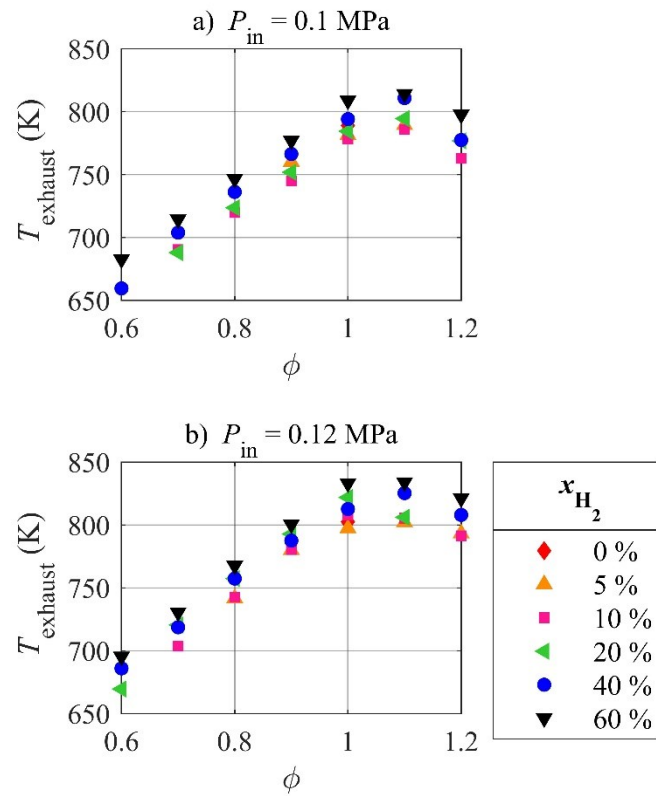 a) P_in = 0.1 MPa
850
800
750
700
650
T_exhaust (K)
0.6 0.8 1 1.2
ϕ
b) P_in = 0.12 MPa
850
800
750
700
650
T_exhaust (K)
0.6 0.8 1 1.2
ϕ
x_H₂
0 %
5 %
10 %
20 %
40 %
60 %